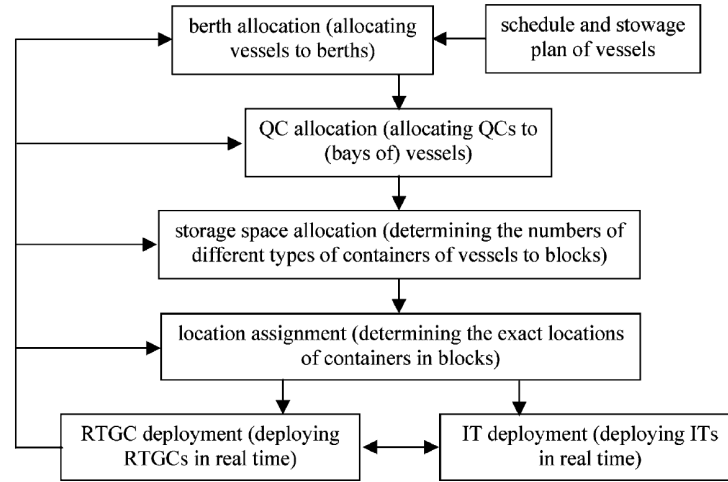 berth allocation (allocating
vessels to berths)
schedule and stowage
plan of vessels
QC allocation (allocating QCs to
(bays of) vessels)
storage space allocation (determining the numbers of
different types of containers of vessels to blocks)
location assignment (determining the exact locations
of containers in blocks)
RTGC deployment (deploying
RTGCs in real time)
IT deployment (deploying ITs
in real time)